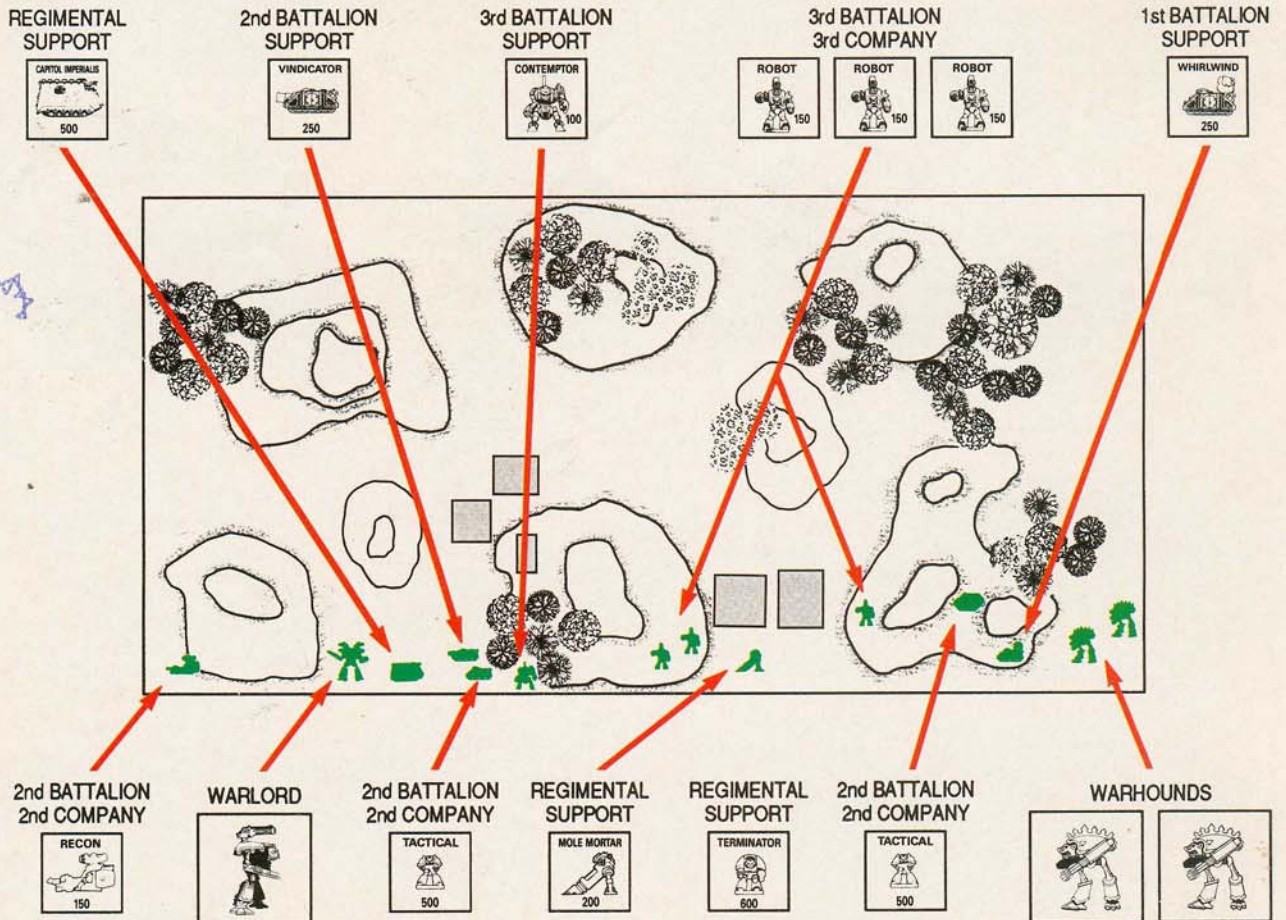 REGIMENTAL
SUPPORT
CAPITOL IMPERIALIS
500
2nd BATTALION
SUPPORT
VINDICATOR
250
3rd BATTALION
SUPPORT
CONTEMPTOR
100
3rd BATTALION
3rd COMPANY
ROBOT
150
ROBOT
150
ROBOT
150
1st BATTALION
SUPPORT
WHIRLWIND
250
2nd BATTALION
2nd COMPANY
RECON
150
WARLORD
2nd BATTALION
2nd COMPANY
TACTICAL
500
REGIMENTAL
SUPPORT
MOLE MORTAR
200
REGIMENTAL
SUPPORT
TERMINATOR
600
2nd BATTALION
2nd COMPANY
TACTICAL
500
WARHOUNDS